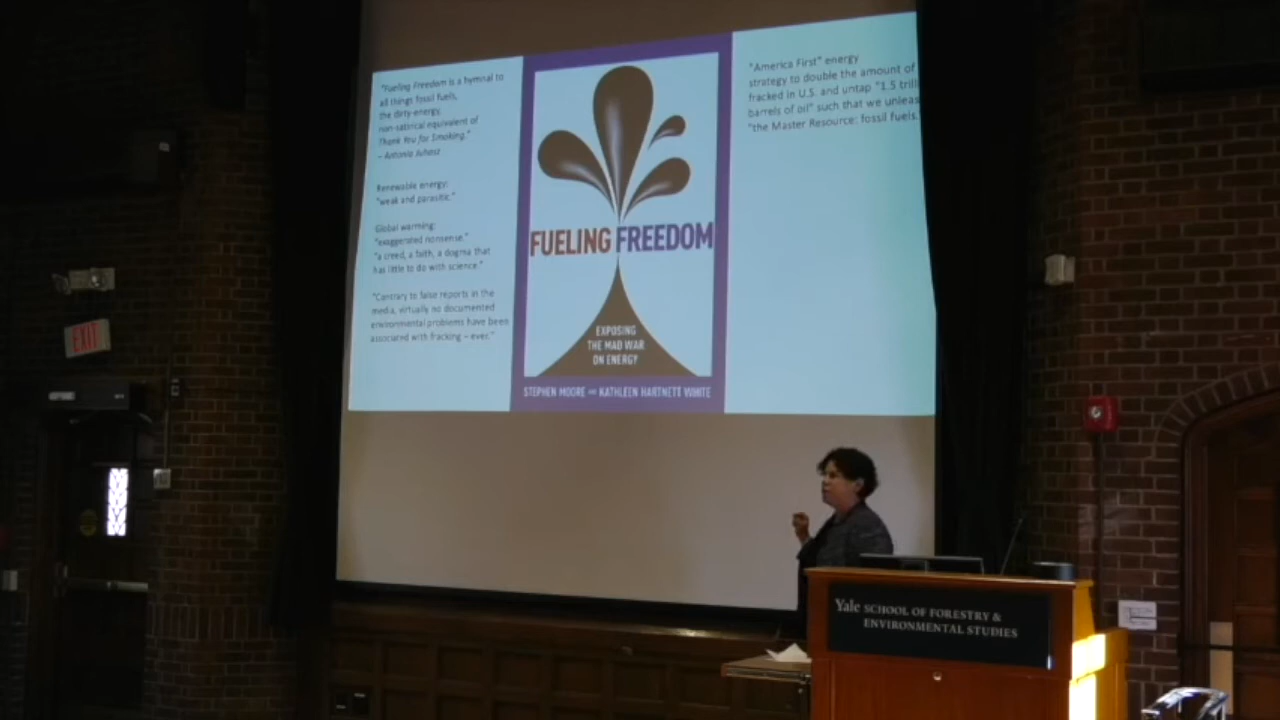 "Fueling Freedom is a hymnal to
all things fossil fuels,
the dirty-energy,
non-satirical equivalent of
Thank You for Smoking."
– Antonia Juhasz
Renewable energy:
"weak and parasitic."
Global warming:
"exaggerated nonsense."
"a creed, a faith, a dogma that
has little to do with science."
"Contrary to false reports in the
media, virtually no documented
environmental problems have been
associated with fracking – ever."
FUELING FREEDOM
EXPOSING
THE MAD WAR
ON ENERGY
STEPHEN MOORE AND KATHLEEN HARTNETT WHITE
"America First" energy
strategy to double the amount of
fracked in U.S. and untap "1.5 trill
barrels of oil" such that we unleas
"the Master Resource: fossil fuels.
EXIT
Yale SCHOOL OF FORESTRY &
ENVIRONMENTAL STUDIES